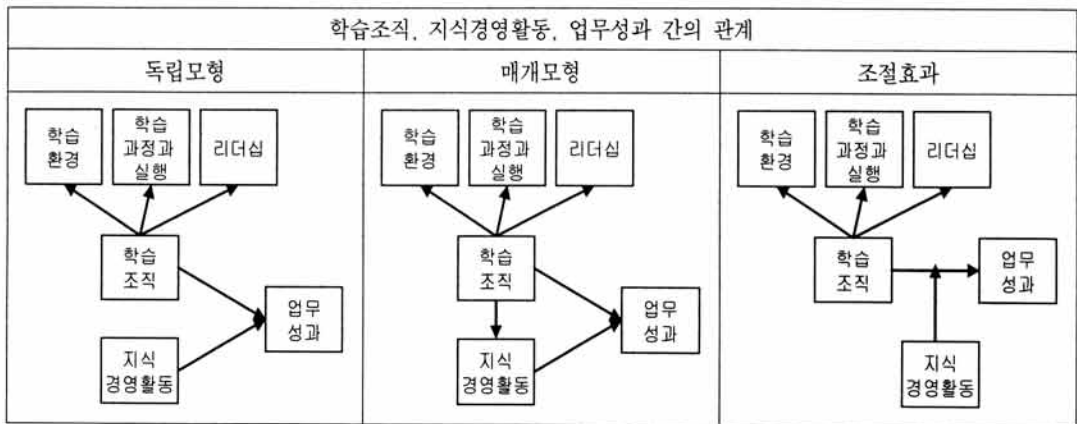 학습조직, 지식경영활동, 업무성과 간의 관계
독립모형
매개모형
조절효과
학습
환경
학습
과정과
실행
리더십
학습
조직
업무
성과
지식
경영활동
학습
환경
학습
과정과
실행
리더십
학습
조직
업무
성과
지식
경영활동
학습
환경
학습
과정과
실행
리더십
학습
조직
업무
성과
지식
경영활동